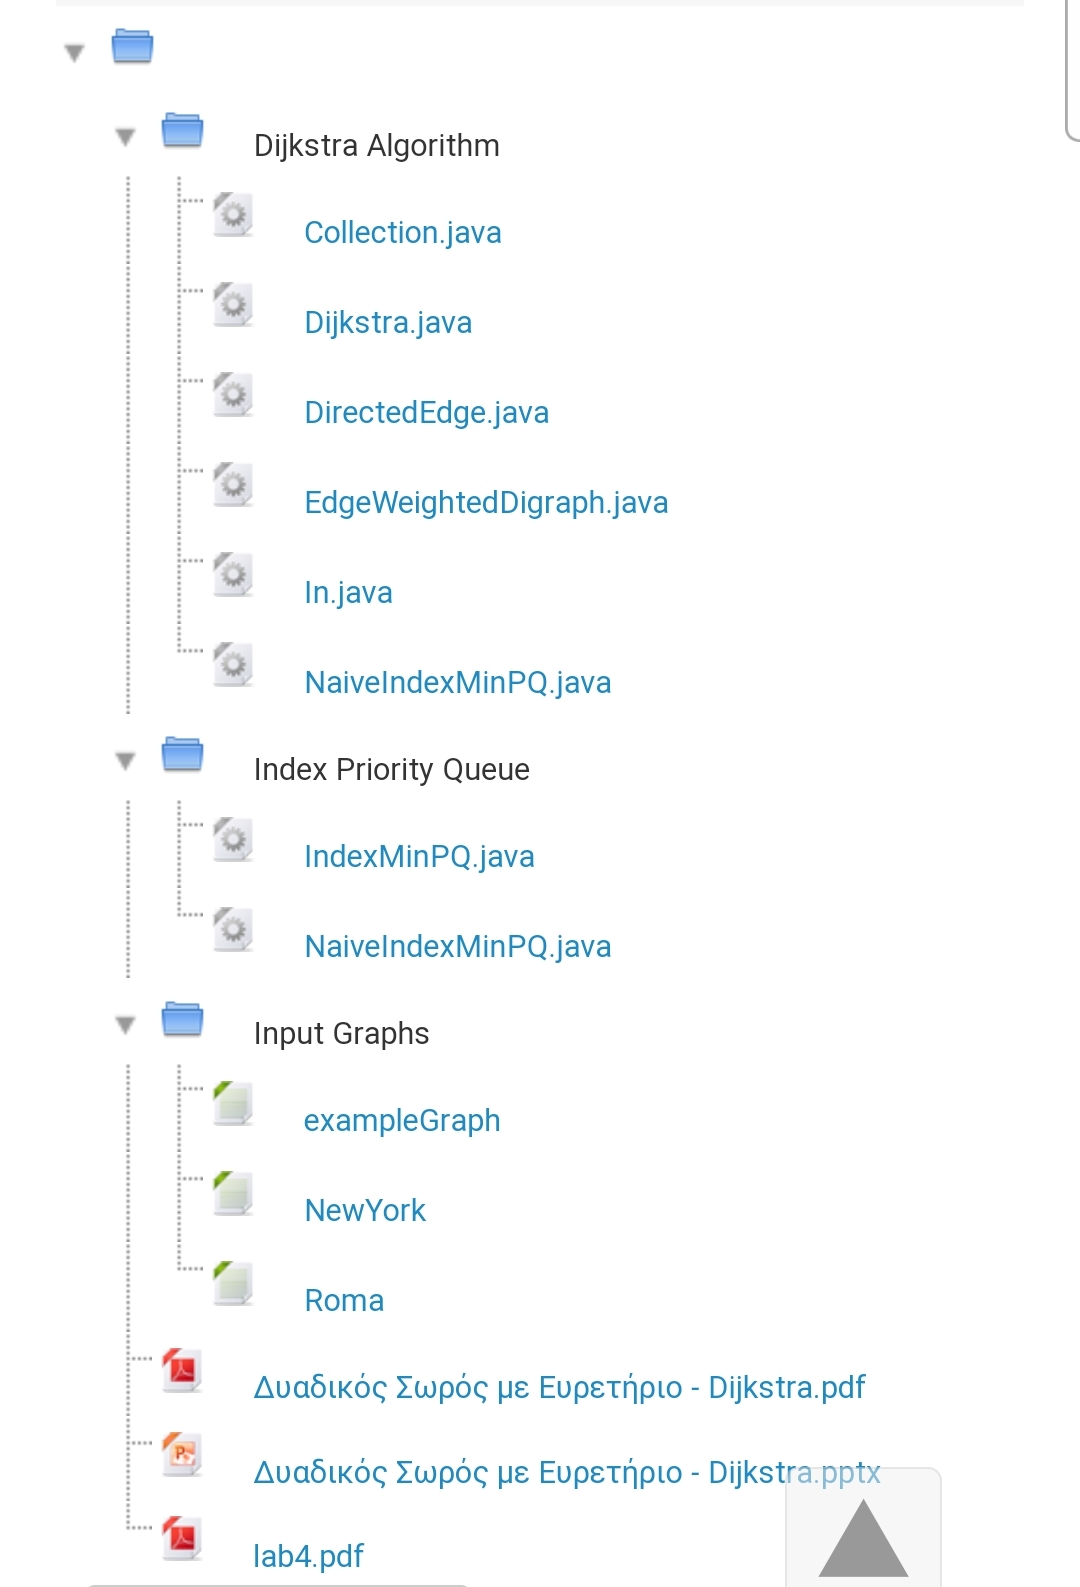 Dijkstra Algorithm
Collection.java
Dijkstra.java
DirectedEdge.java
EdgeWeightedDigraph.java
In.java
NaiveIndexMinPQ.java
Index Priority Queue
IndexMinPQ.java
NaiveIndexMinPQ.java
Input Graphs
exampleGraph
NewYork
Roma
Δυαδικός Σωρός με Ευρετήριο - Dijkstra.pdf
Δυαδικός Σωρός με Ευρετήριο - Dijkstra.pptx
lab4.pdf